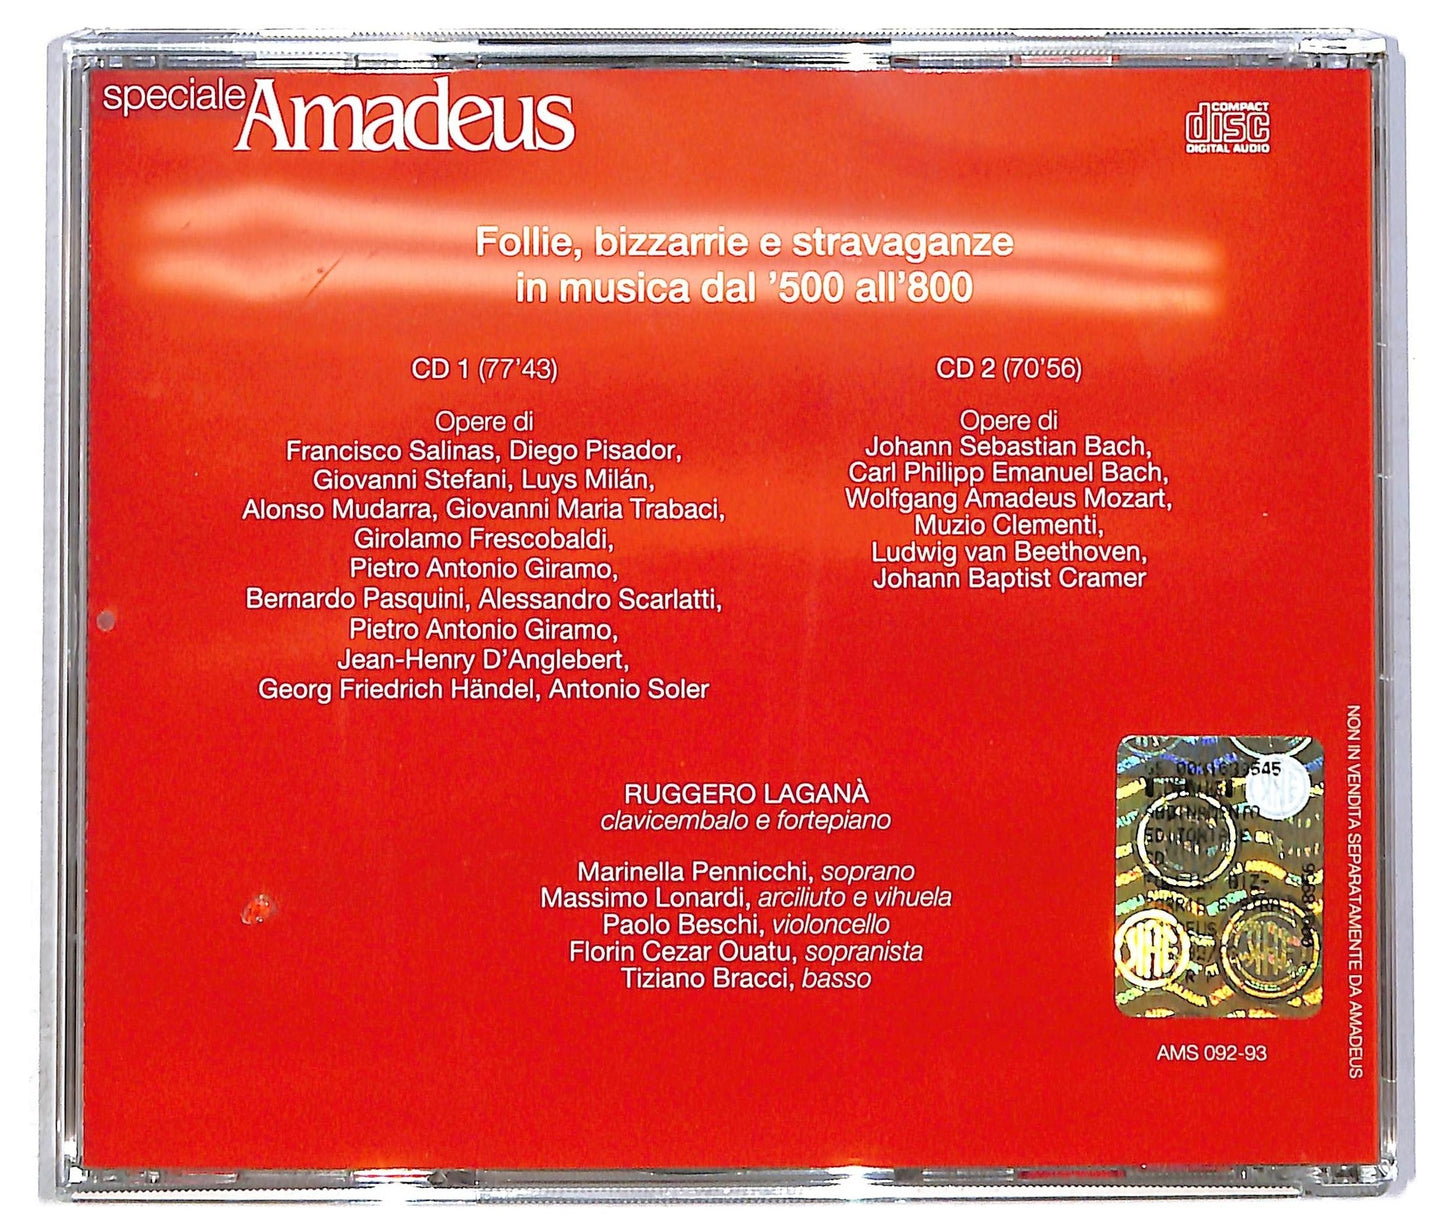 speciale Amadeus
COMPACT
disc
DIGITAL AUDIO
Follie, bizzarrie e stravaganze
in musica dal ’500 all’800
CD 1 (77’43)
Opere di
Francisco Salinas, Diego Pisador,
Giovanni Stefani, Luys Milán,
Alonso Mudarra, Giovanni Maria Trabaci,
Girolamo Frescobaldi,
Pietro Antonio Giramo,
Bernardo Pasquini, Alessandro Scarlatti,
Pietro Antonio Giramo,
Jean-Henry D’Anglebert,
Georg Friedrich Händel, Antonio Soler
CD 2 (70’56)
Opere di
Johann Sebastian Bach,
Carl Philipp Emanuel Bach,
Wolfgang Amadeus Mozart,
Muzio Clementi,
Ludwig van Beethoven,
Johann Baptist Cramer
RUGGERO LAGANÀ
clavicembalo e fortepiano
Marinella Pennicchi, soprano
Massimo Lonardi, arciliuto e vihuela
Paolo Beschi, violoncello
Florin Cezar Ouatu, sopranista
Tiziano Bracci, basso
SIAE
AMS 092-93
NON IN VENDITA SEPARATAMENTE DA AMADEUS